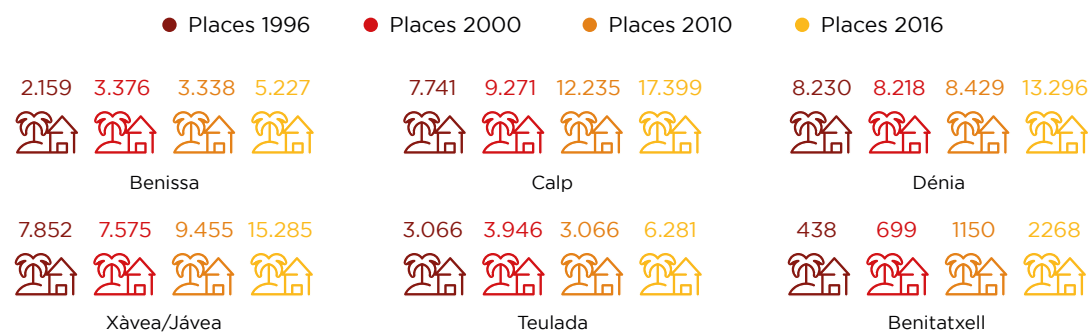 Places 1996 Places 2000 Places 2010 Places 2016
2.159 3.376 3.338 5.227 7.741 9.271 12.235 17.399 8.230 8.218 8.429 13.296
Benissa Calp Dénia
7.852 7.575 9.455 15.285 3.066 3.946 3.066 6.281 438 699 1150 2268
Xàvea/Jávea Teulada Benitatxell